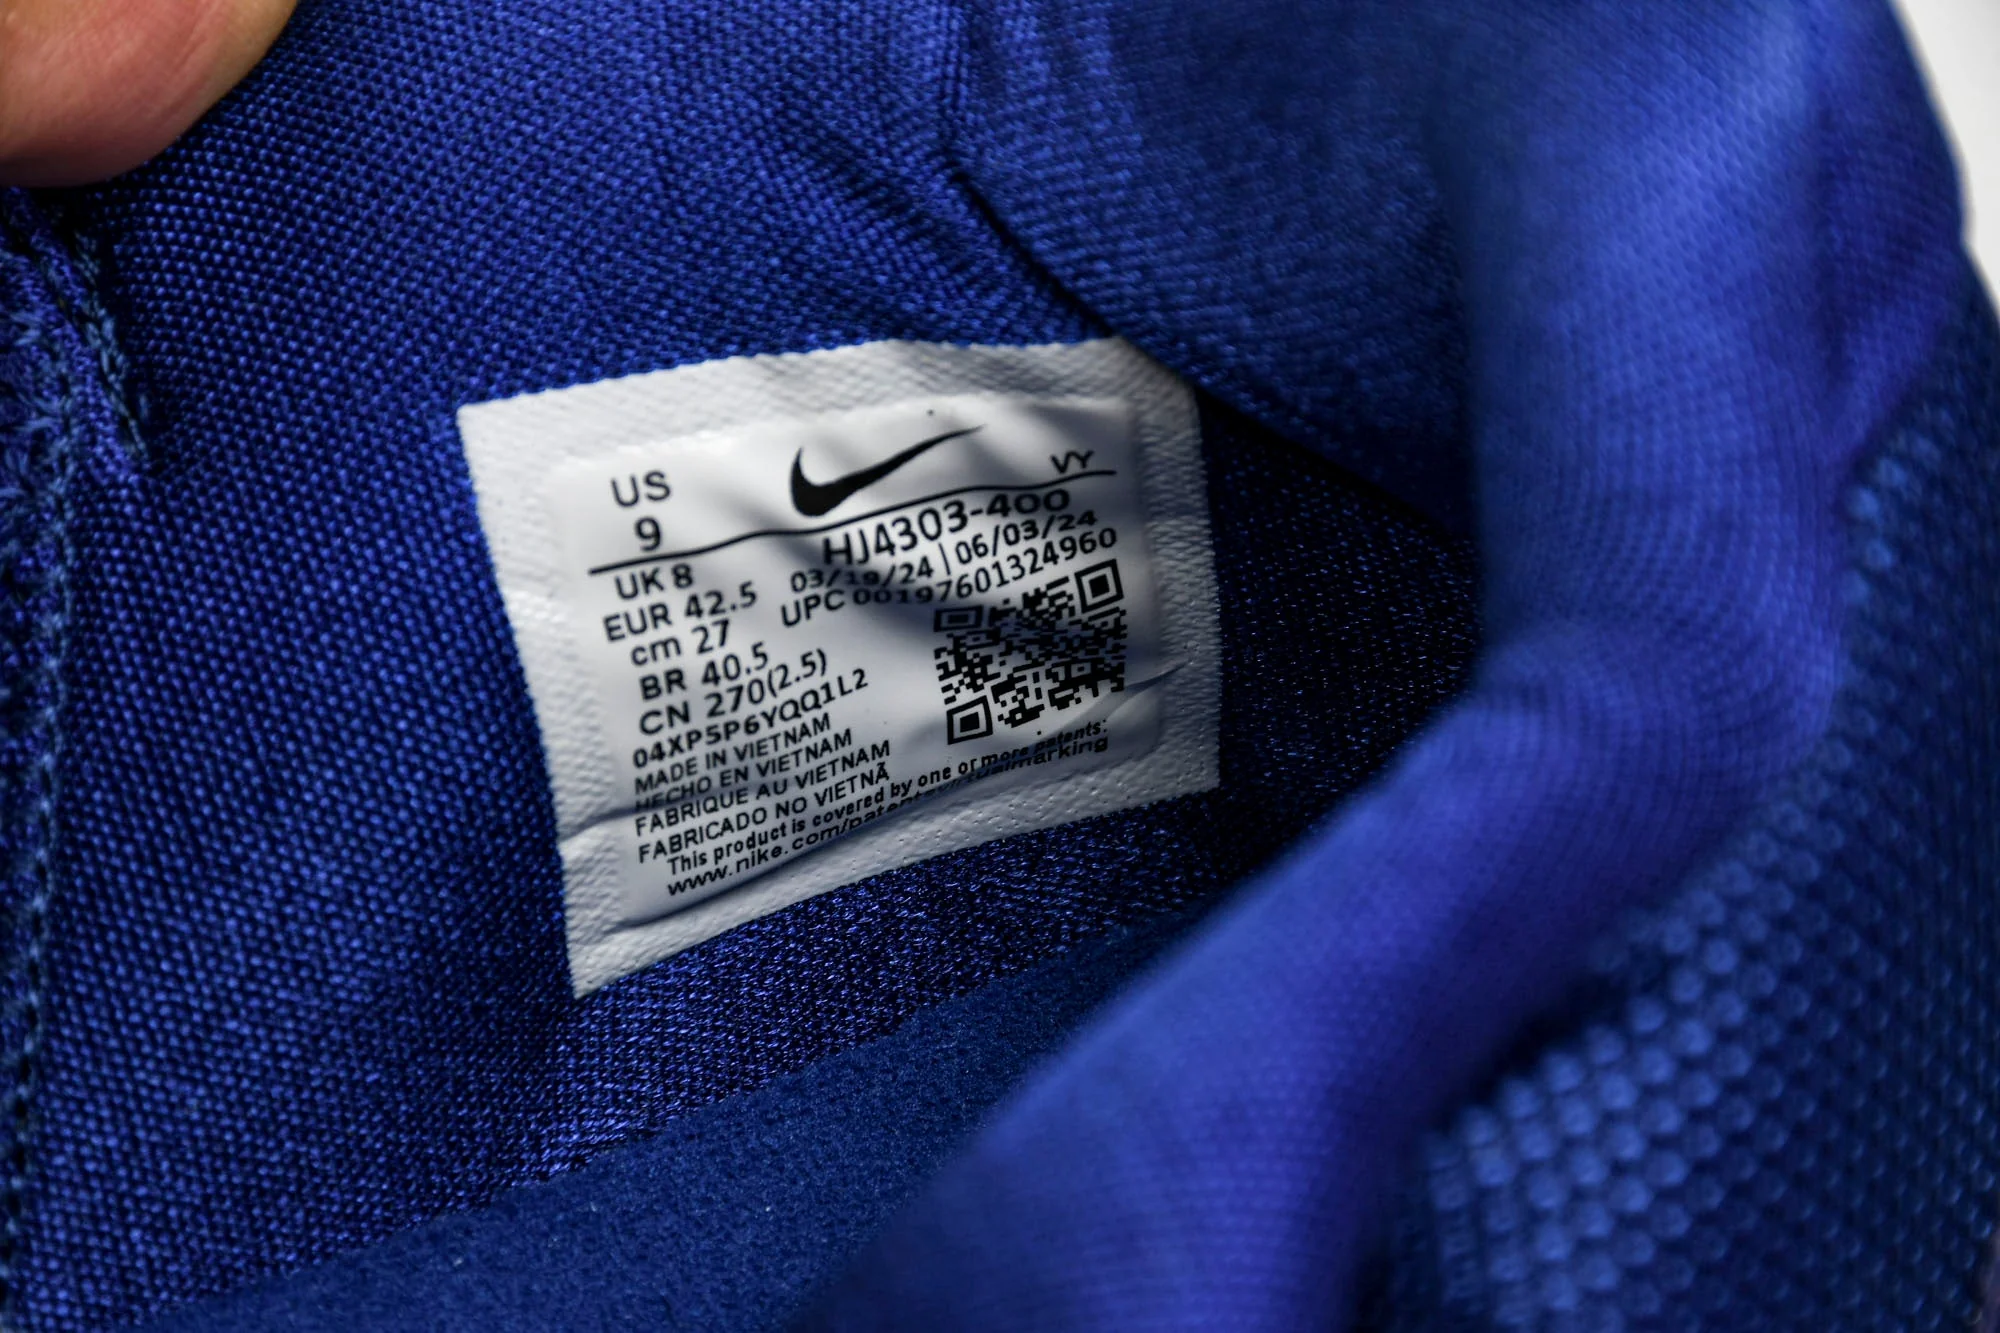 US
9
VY
HJ4303-400
UK 8
03/19/24 | 06/03/24
EUR 42.5
UPC 00197601324960
cm 27
BR 40.5
CN 270(2.5)
04XP5P6YQQ1L2
MADE IN VIETNAM
HECHO EN VIETNAM
FABRIQUE AU VIETNAM
FABRICADO NO VIETNÃ
This product is covered by one or more patents:
www.nike.com/patents/virtualmarking